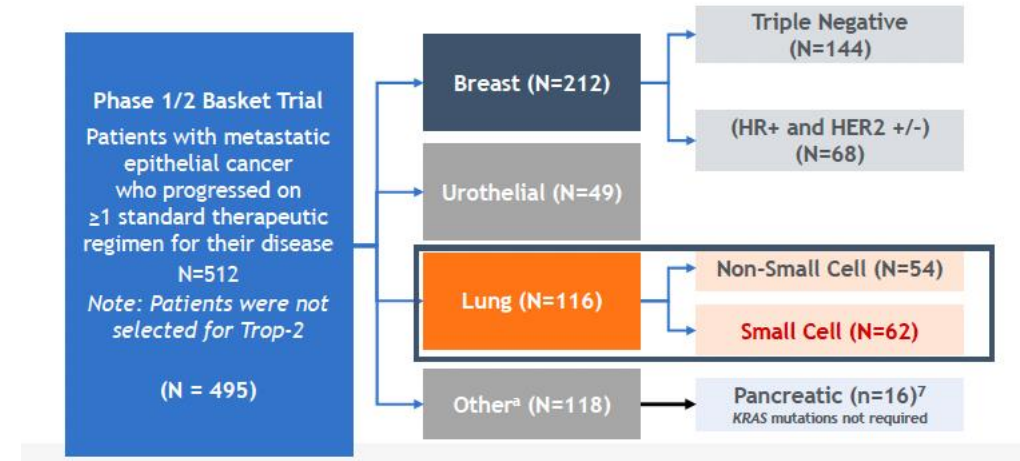 Phase 1/2 Basket Trial
Patients with metastatic
epithelial cancer
who progressed on
≥1 standard therapeutic
regimen for their disease
N=512
Note: Patients were not
selected for Trop-2
(N = 495)
Breast (N=212)
Triple Negative
(N=144)
(HR+ and HER2 +/-)
(N=68)
Urothelial (N=49)
Lung (N=116)
Non-Small Cell (N=54)
Small Cell (N=62)
Otherᵃ (N=118)
Pancreatic (n=16)⁷
KRAS mutations not required